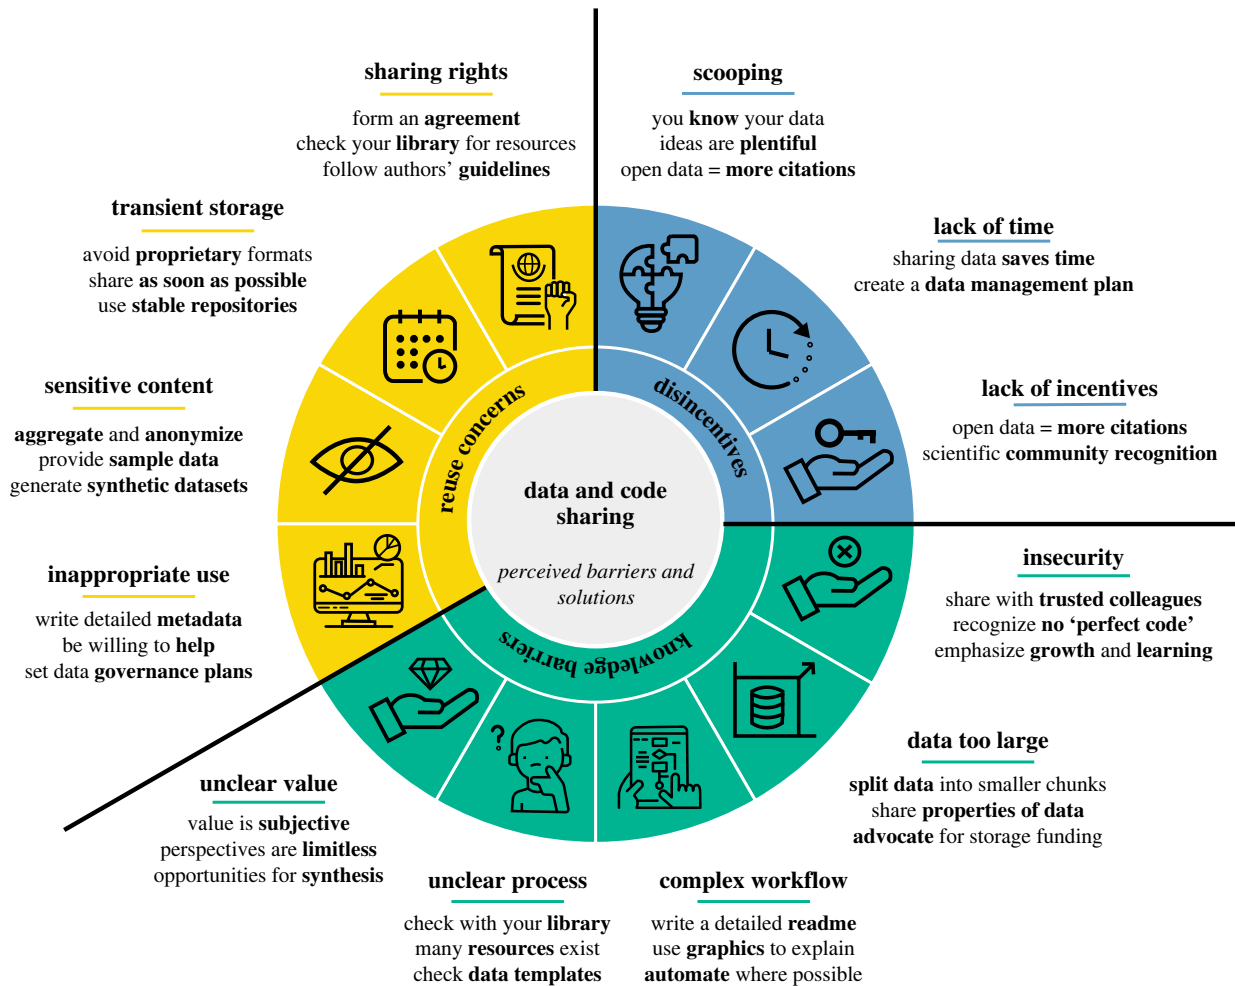 sharing rights
form an agreement
check your library for resources
follow authors’ guidelines
scooping
you know your data
ideas are plentiful
open data = more citations
transient storage
avoid proprietary formats
share as soon as possible
use stable repositories
lack of time
sharing data saves time
create a data management plan
sensitive content
aggregate and anonymize
provide sample data
generate synthetic datasets
lack of incentives
open data = more citations
scientific community recognition
reuse concerns
disincentives
knowledge barriers
data and code
sharing
perceived barriers and
solutions
inappropriate use
write detailed metadata
be willing to help
set data governance plans
insecurity
share with trusted colleagues
recognize no ‘perfect code’
emphasize growth and learning
unclear value
value is subjective
perspectives are limitless
opportunities for synthesis
data too large
split data into smaller chunks
share properties of data
advocate for storage funding
unclear process
check with your library
many resources exist
check data templates
complex workflow
write a detailed readme
use graphics to explain
automate where possible
?